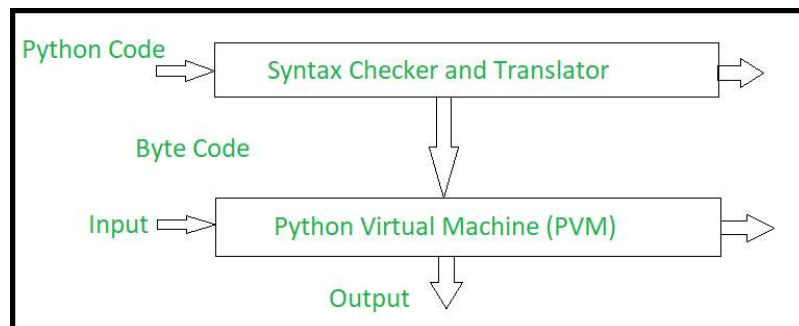 Python Code
Syntax Checker and Translator
Byte Code
Input
Python Virtual Machine (PVM)
Output